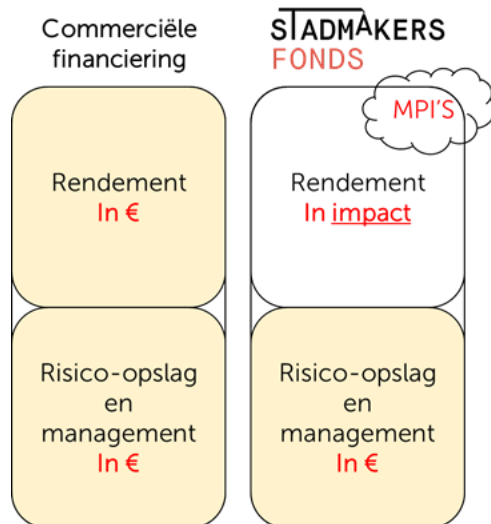 Commerciële
financiering
STADMAKERS
FONDS
MPI'S
Rendement
In €
Rendement
In impact
Risico-opslag
en
management
In €
Risico-opslag
en
management
In €